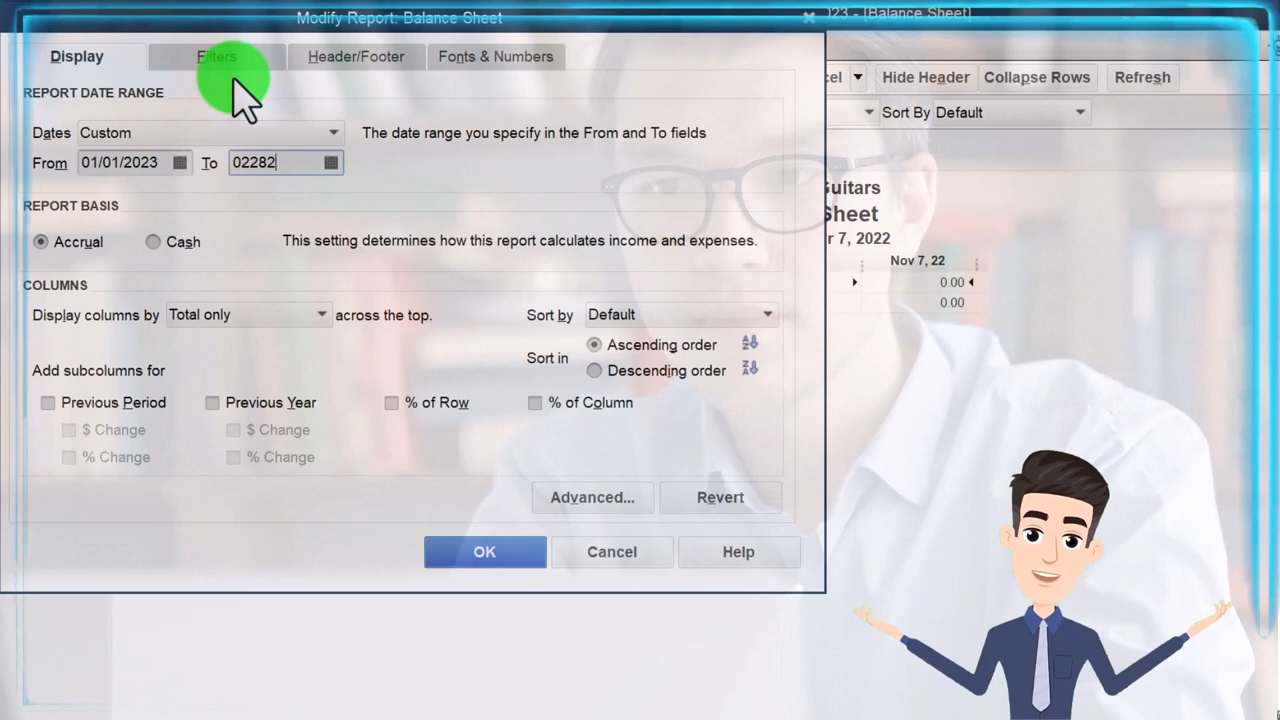 Modify Report: Balance Sheet
023 - [Balance Sheet]
Display Filters Header/Footer Fonts & Numbers
cel Hide Header Collapse Rows Refresh
REPORT DATE RANGE
Sort By Default
Dates Custom The date range you specify in the From and To fields
From 01/01/2023 To 02282
Guitars
Sheet
r 7, 2022
REPORT BASIS
Accrual Cash This setting determines how this report calculates income and expenses.
Nov 7, 22
0.00
0.00
COLUMNS
Display columns by Total only across the top. Sort by Default
Sort in Ascending order
Descending order
Add subcolumns for
Previous Period Previous Year % of Row % of Column
$ Change $ Change
% Change % Change
Advanced... Revert
OK Cancel Help